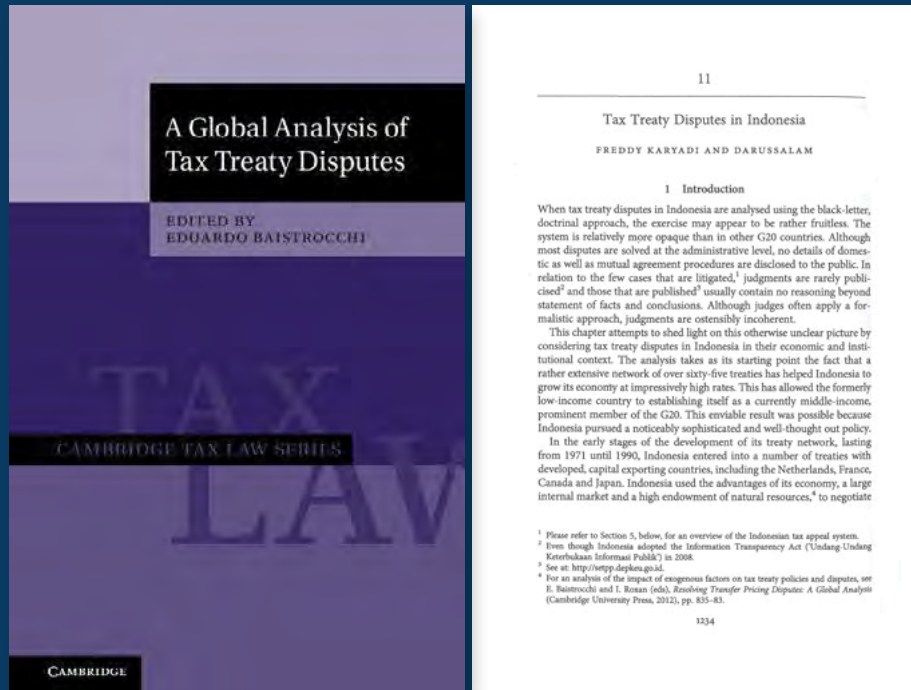 A Global Analysis of
Tax Treaty Disputes
EDITED BY
EDUARDO BAISTROCCHI
TAX
CAMBRIDGE TAX LAW SERIES
LAW
CAMBRIDGE
11
Tax Treaty Disputes in Indonesia
FREDDY KARYADI AND DARUSSALAM
1 Introduction
When tax treaty disputes in Indonesia are analysed using the black-letter,
doctrinal approach, the exercise may appear to be rather fruitless. The
system is relatively more opaque than in other G20 countries. Although
most disputes are solved at the administrative level, no details of domes-
tic as well as mutual agreement procedures are disclosed to the public. In
relation to the few cases that are litigated,¹ judgments are rarely publi-
cised² and those that are published³ usually contain no reasoning beyond
statement of facts and conclusions. Although judges often apply a for-
malistic approach, judgments are ostensibly incoherent.
This chapter attempts to shed light on this otherwise unclear picture by
considering tax treaty disputes in Indonesia in their economic and insti-
tutional context. The analysis takes as its starting point the fact that a
rather extensive network of over sixty-five treaties has helped Indonesia to
grow its economy at impressively high rates. This has allowed the formerly
low-income country to establishing itself as a currently middle-income,
prominent member of the G20. This enviable result was possible because
Indonesia pursued a noticeably sophisticated and well-thought out policy.
In the early stages of the development of its treaty network, lasting
from 1971 until 1990, Indonesia entered into a number of treaties with
developed, capital exporting countries, including the Netherlands, France,
Canada and Japan. Indonesia used the advantages of its economy, a large
internal market and a high endowment of natural resources,⁴ to negotiate
¹ Please refer to Section 5, below, for an overview of the Indonesian tax appeal system.
² Even though Indonesia adopted the Information Transparency Act ('Undang-Undang
Keterbukaan Informasi Publik') in 2008.
³ See at: http://setpp.depkeu.go.id.
⁴ For an analysis of the impact of exogenous factors on tax treaty policies and disputes, see
E. Baistrocchi and I. Roxan (eds), Resolving Transfer Pricing Disputes: A Global Analysis
(Cambridge University Press, 2012), pp. 835–83.
1234